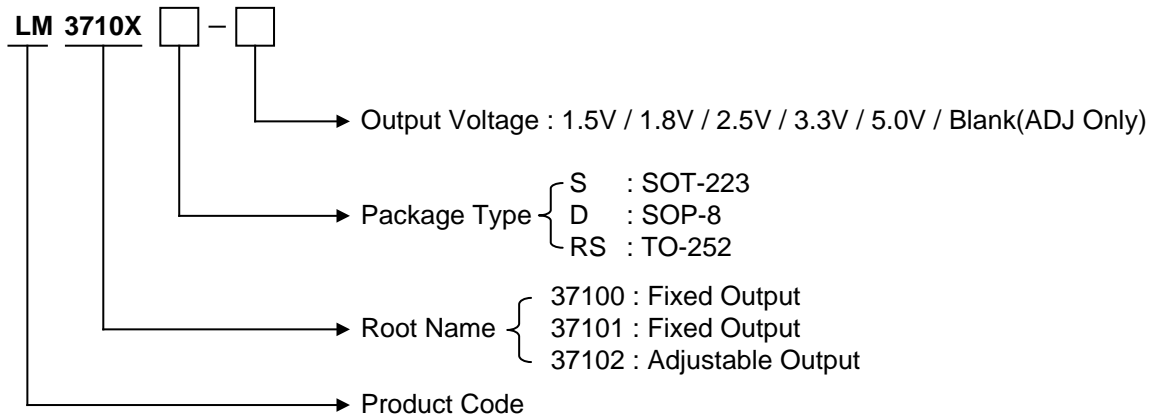 LM 3710X –
Output Voltage : 1.5V / 1.8V / 2.5V / 3.3V / 5.0V / Blank(ADJ Only)
Package Type
S : SOT-223
D : SOP-8
RS : TO-252
Root Name
37100 : Fixed Output
37101 : Fixed Output
37102 : Adjustable Output
Product Code